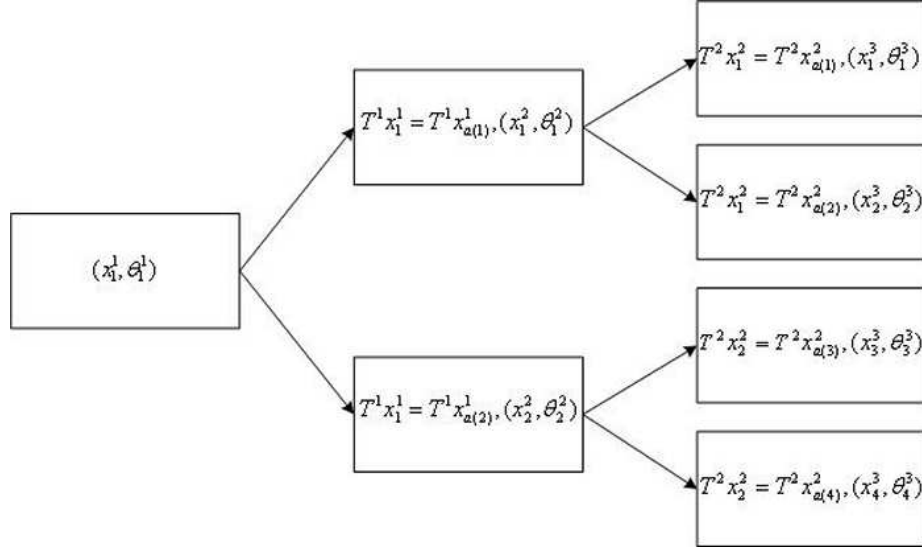 (x_1^1, θ_1^1)
T^1 x_1^1 = T^1 x_{a(1)}^1, (x_1^2, θ_1^2)
T^1 x_1^1 = T^1 x_{a(2)}^1, (x_2^2, θ_2^2)
T^2 x_1^2 = T^2 x_{a(1)}^2, (x_1^3, θ_1^3)
T^2 x_1^2 = T^2 x_{a(2)}^2, (x_2^3, θ_2^3)
T^2 x_2^2 = T^2 x_{a(3)}^2, (x_3^3, θ_3^3)
T^2 x_2^2 = T^2 x_{a(4)}^2, (x_4^3, θ_4^3)